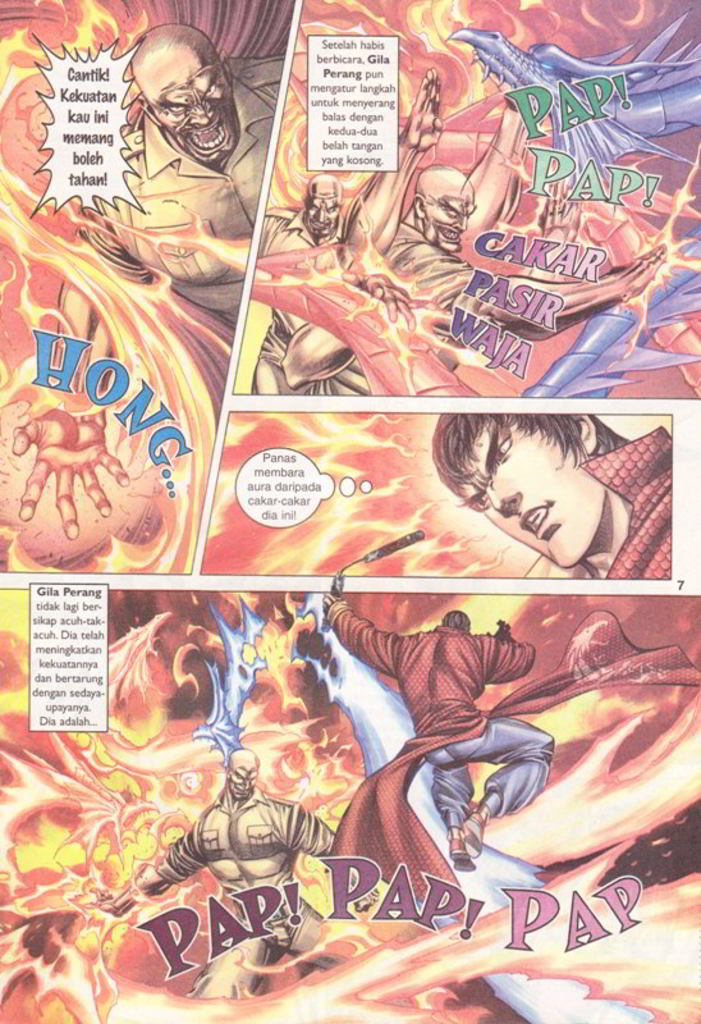 Cantik!
Kekuatan
kau ini
memang
boleh
tahan!
HONG...
Setelah habis
berbicara, Gila
Perang pun
mengatur langkah
untuk menyerang
balas dengan
kedua-dua
belah tangan
yang kosong.
PAP!
PAP!
CAKAR
PASIR
WAJA
Panas
membara
aura daripada
cakar-cakar
dia ini!
7
Gila Perang
tidak lagi ber-
sikap acuh-tak-
acuh. Dia telah
meningkatkan
kekuatannya
dan bertarung
dengan sedaya-
upayanya.
Dia adalah...
PAP! PAP! PAP